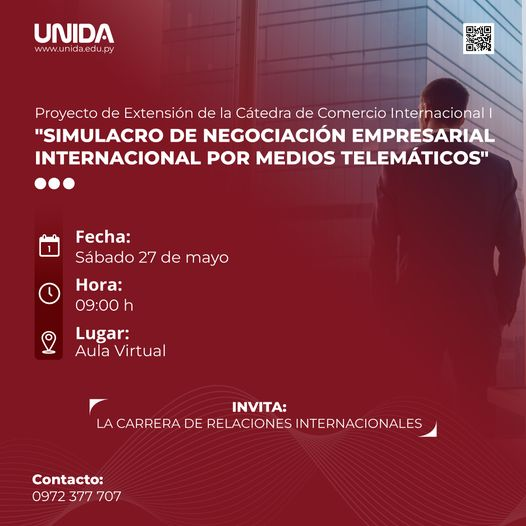 UNIDA
www.unida.edu.py
Proyecto de Extensión de la Cátedra de Comercio Internacional I
"SIMULACRO DE NEGOCIACIÓN EMPRESARIAL
INTERNACIONAL POR MEDIOS TELEMÁTICOS"
Fecha:
1
Sábado 27 de mayo
Hora:
09:00 h
Lugar:
Aula Virtual
INVITA:
LA CARRERA DE RELACIONES INTERNACIONALES
Contacto:
0972 377 707